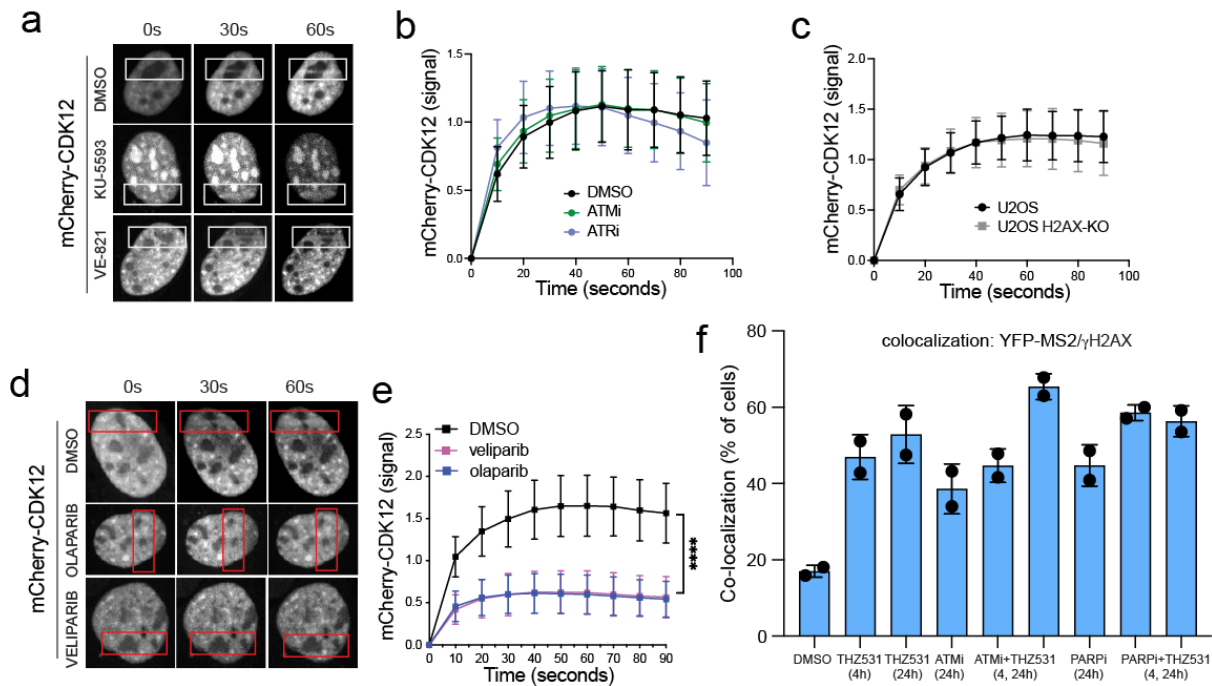 a
0s 30s 60s
mCherry-CDK12
DMSO
KU-5593
VE-821
b
mCherry-CDK12 (signal)
1.5
1.0
0.5
0.0
DMSO
ATMi
ATRi
0 20 40 60 80 100
Time (seconds)
c
mCherry-CDK12 (signal)
2.0
1.5
1.0
0.5
0.0
U2OS
U2OS H2AX-KO
0 20 40 60 80 100
Time (seconds)
d
0s 30s 60s
mCherry-CDK12
DMSO
OLAPARIB
VELIPARIB
e
mCherry-CDK12 (signal)
2.0
1.5
1.0
0.5
0.0
DMSO
veliparib
olaparib
****
0 10 20 30 40 50 60 70 80 90
Time (seconds)
f
colocalization: YFP-MS2/γH2AX
Co-localization (% of cells)
80
60
40
20
0
DMSO THZ531 THZ531 ATMi ATMi+THZ531 PARPi PARPi+THZ531
(4h) (24h) (24h) (4, 24h) (24h) (4, 24h)